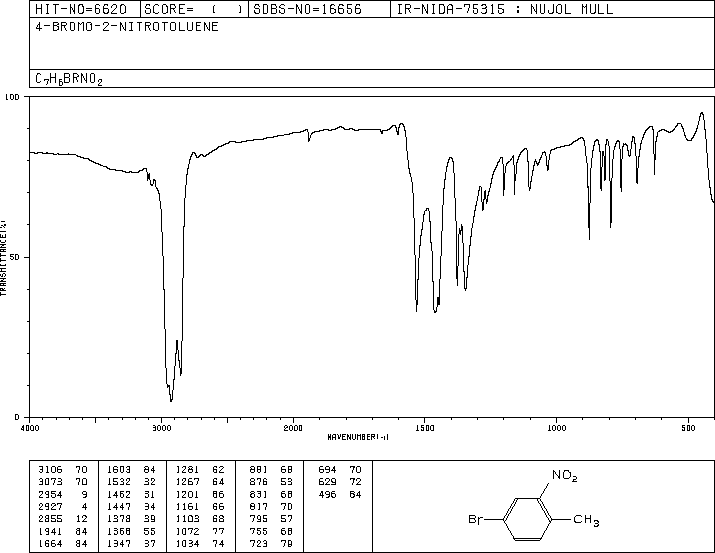 HIT-NO=6620 SCORE= ( ) SDBS-NO=16656 IR-NIDA-75315 : NUJOL MULL
4-BROMO-2-NITROTOLUENE
C7H6BRNO2
100
50
0
TRANSMITTANCE(%)
4000 3000 2000 1500 1000 500
3106 70 1603 84 1281 62 881 68 694 70
3073 70 1532 32 1267 64 876 53 629 72
2954 9 1462 31 1201 66 831 68 496 84
2927 4 1447 34 1161 66 817 70
2855 12 1378 39 1103 68 795 57
1941 84 1368 55 1072 77 755 68
1664 84 1347 37 1034 74 723 79
NO2
Br
CH3